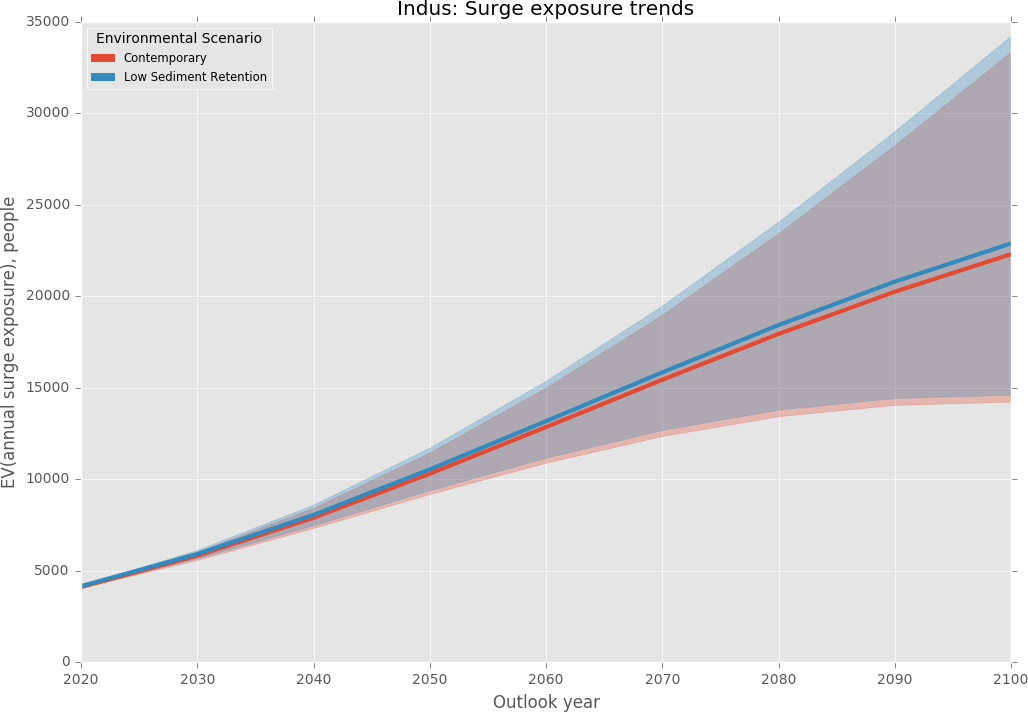 Indus: Surge exposure trends
Environmental Scenario
Contemporary
Low Sediment Retention
EV(annual surge exposure), people
35000
30000
25000
20000
15000
10000
5000
0
2020 2030 2040 2050 2060 2070 2080 2090 2100
Outlook year